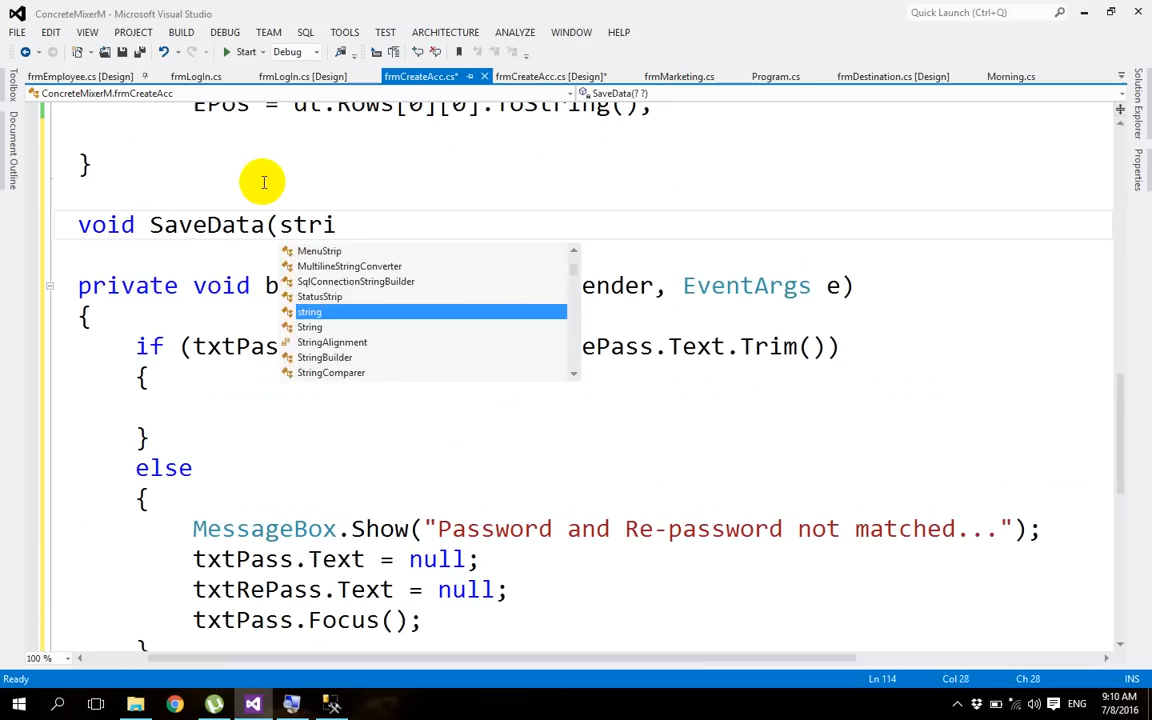 ConcreteMixerM - Microsoft Visual Studio
Quick Launch (Ctrl+Q)
FILE EDIT VIEW PROJECT BUILD DEBUG TEAM SQL TOOLS TEST ARCHITECTURE ANALYZE WINDOW HELP
Start Debug
frmEmployee.cs [Design] frmLogIn.cs frmLogIn.cs [Design] frmCreateAcc.cs* frmCreateAcc.cs [Design]* frmMarketing.cs Program.cs frmDestination.cs [Design] Morning.cs
ConcreteMixerM.frmCreateAcc SaveData(? ?)
Toolbox
Document Outline
Solution Explorer
Properties
EPos = dt.Rows[0][0].ToString();
}
void SaveData(stri
MenuStrip
MultilineStringConverter
SqlConnectionStringBuilder
StatusStrip
string
String
StringAlignment
StringBuilder
StringComparer
private void b ender, EventArgs e)
{
if (txtPas ePass.Text.Trim())
{
}
else
{
MessageBox.Show("Password and Re-password not matched...");
txtPass.Text = null;
txtRePass.Text = null;
txtPass.Focus();
}
100 %
Ready Ln 114 Col 28 Ch 28 INS
ENG 9:10 AM
7/8/2016